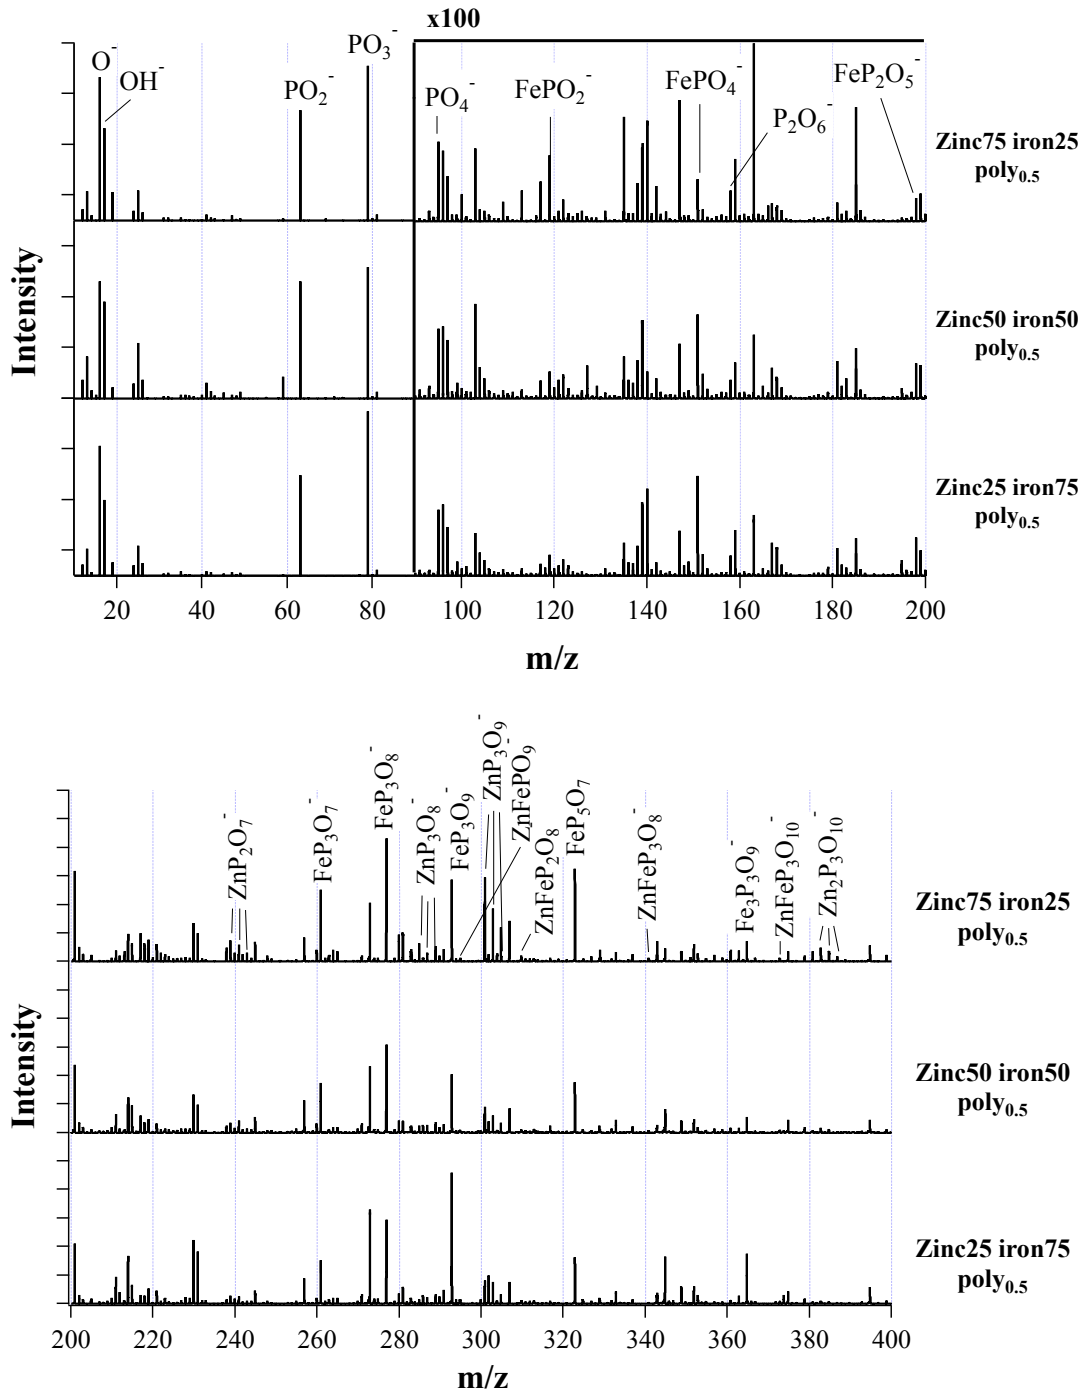 x100
O⁻
OH⁻
PO₂⁻
PO₃⁻
PO₄⁻
FePO₂⁻
FePO₄⁻
P₂O₆⁻
FeP₂O₅⁻
Zinc75 iron25
poly₀.₅
Zinc50 iron50
poly₀.₅
Zinc25 iron75
poly₀.₅
Intensity
20 40 60 80 100 120 140 160 180 200
m/z
ZnP₂O₇⁻
FeP₃O₇⁻
FeP₃O₈⁻
ZnP₃O₈⁻
FeP₃O₉⁻
ZnP₃O₉⁻
ZnFePO₉⁻
ZnFeP₂O₈
FeP₅O₇
ZnFeP₃O₈⁻
Fe₃P₃O₉⁻
ZnFeP₃O₁₀⁻
Zn₂P₃O₁₀⁻
Zinc75 iron25
poly₀.₅
Zinc50 iron50
poly₀.₅
Zinc25 iron75
poly₀.₅
Intensity
200 220 240 260 280 300 320 340 360 380 400
m/z